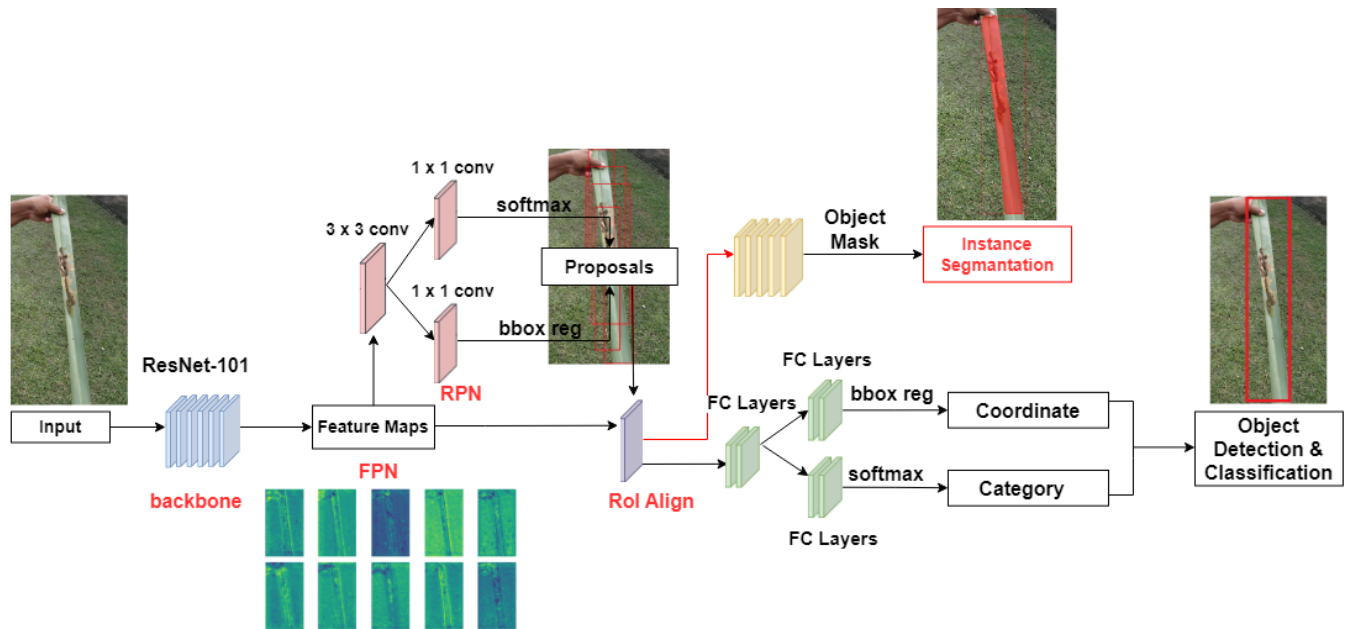 Input
ResNet-101
backbone
Feature Maps
FPN
3 x 3 conv
1 x 1 conv
softmax
1 x 1 conv
bbox reg
RPN
Proposals
RoI Align
Object
Mask
Instance
Segmantation
FC Layers
FC Layers
bbox reg
Coordinate
softmax
Category
FC Layers
Object
Detection &
Classification